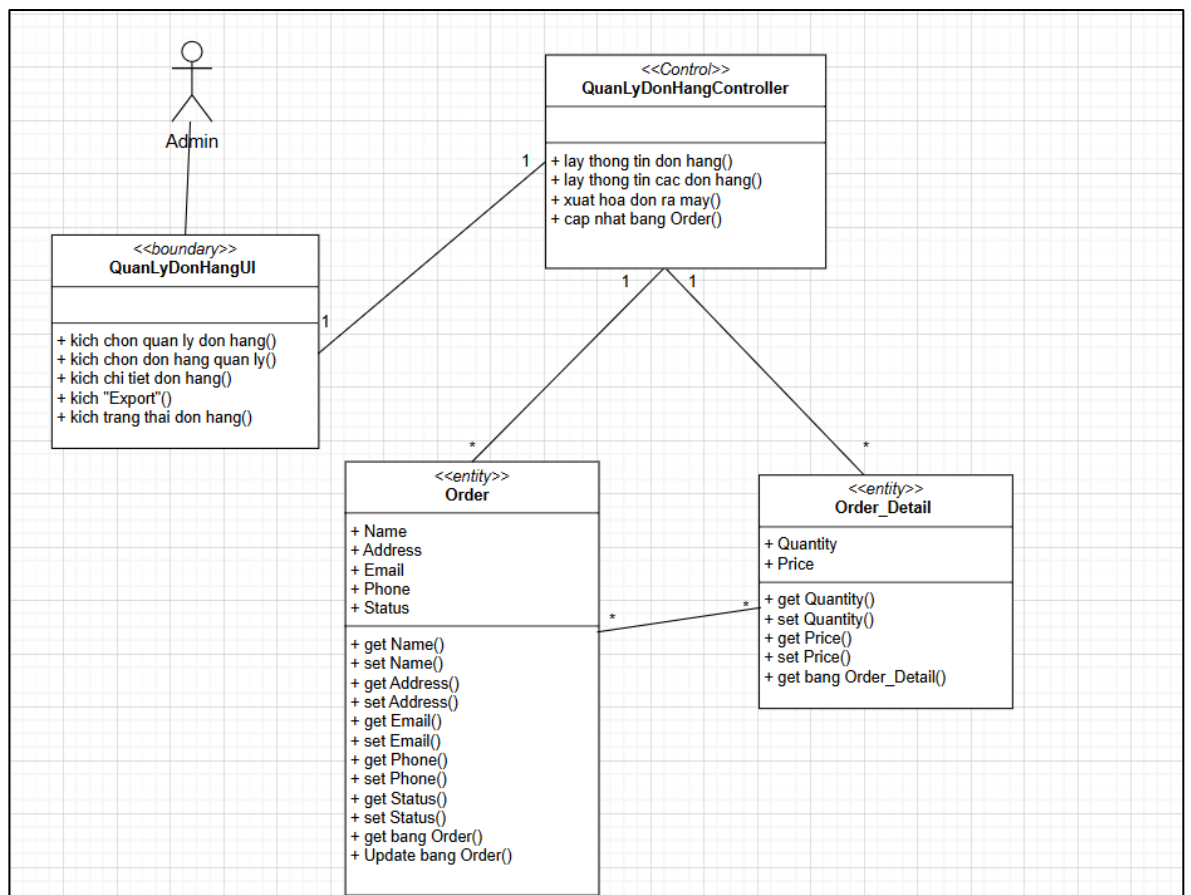 Admin
<<Control>>
QuanLyDonHangController
+ lay thong tin don hang()
+ lay thong tin cac don hang()
+ xuat hoa don ra may()
+ cap nhat bang Order()
1
1
<<boundary>>
QuanLyDonHangUI
+ kich chon quan ly don hang()
+ kich chon don hang quan ly()
+ kich chi tiet don hang()
+ kich "Export"()
+ kich trang thai don hang()
1
1
*
*
<<entity>>
Order
+ Name
+ Address
+ Email
+ Phone
+ Status
+ get Name()
+ set Name()
+ get Address()
+ set Address()
+ get Email()
+ set Email()
+ get Phone()
+ set Phone()
+ get Status()
+ set Status()
+ get bang Order()
+ Update bang Order()
*
*
<<entity>>
Order_Detail
+ Quantity
+ Price
+ get Quantity()
+ set Quantity()
+ get Price()
+ set Price()
+ get bang Order_Detail()